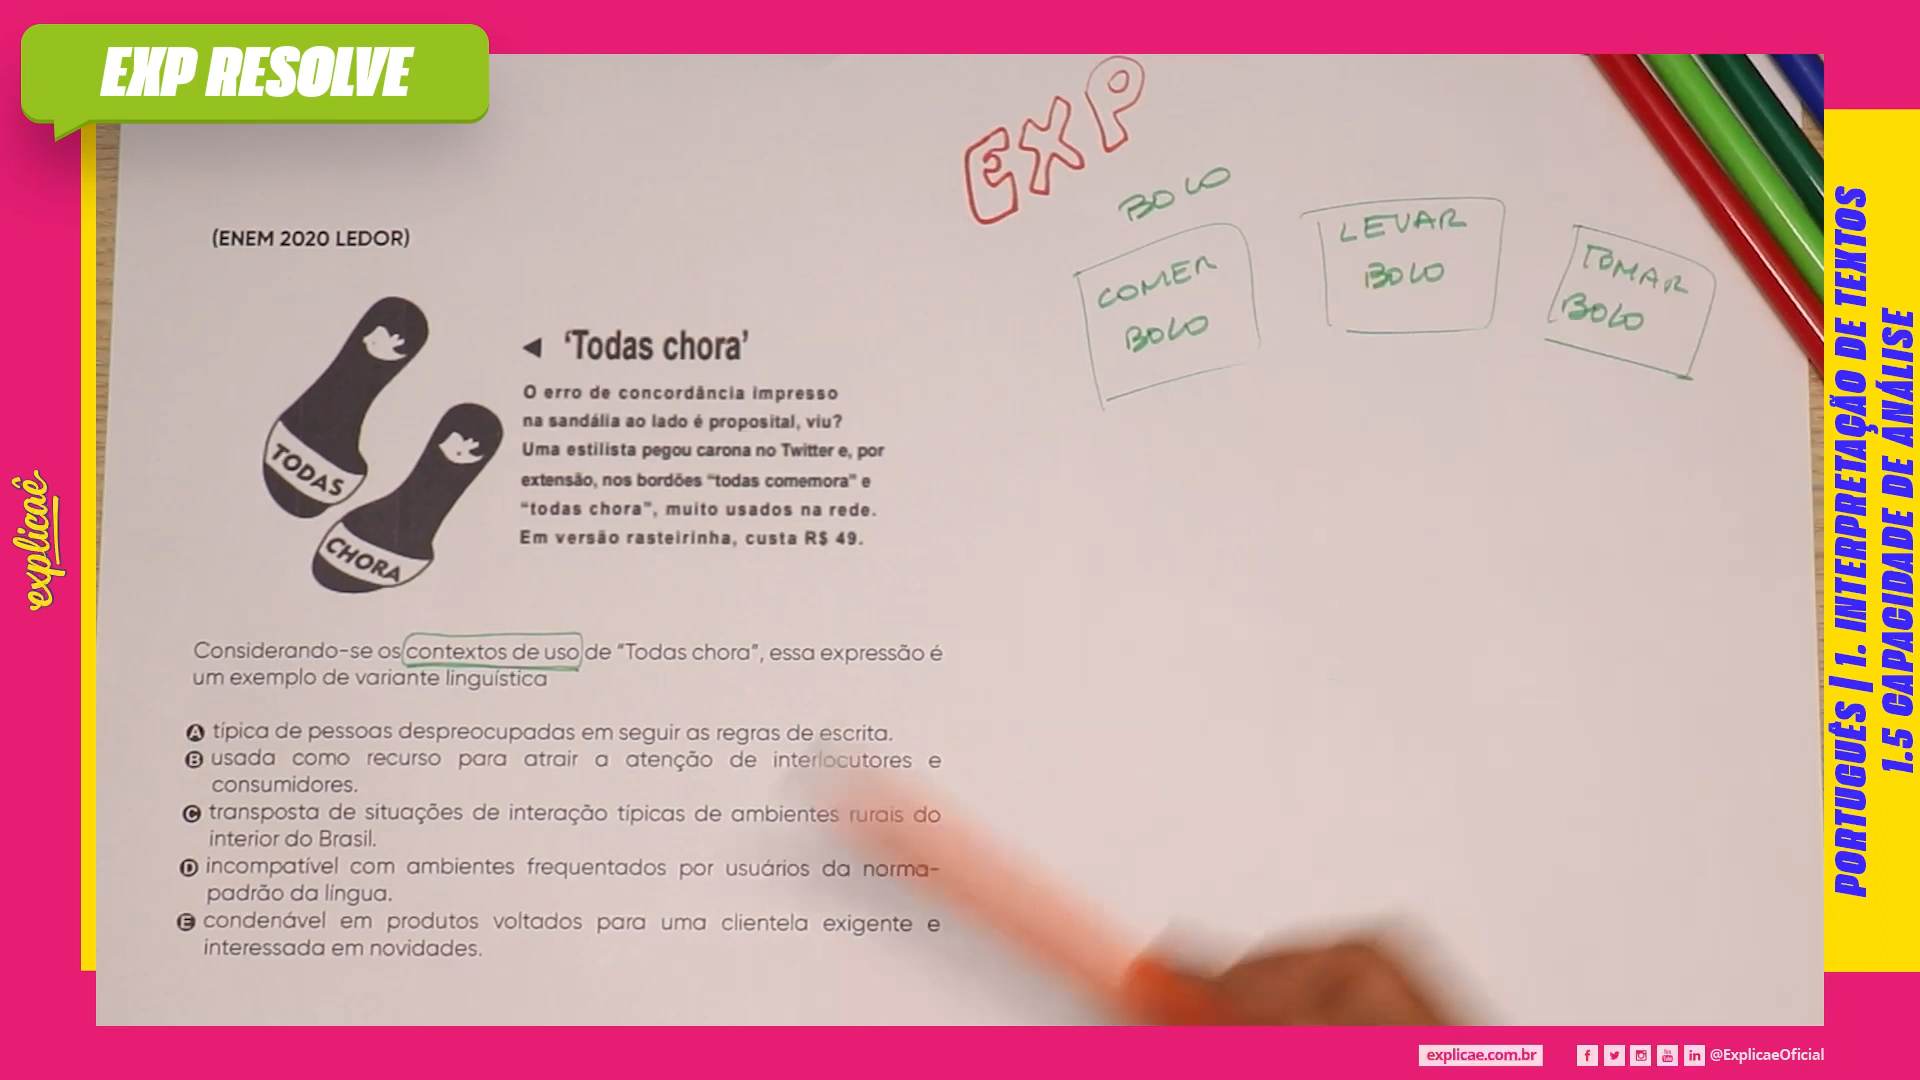 EXP RESOLVE
EXP
BOLO
COMER
BOLO
LEVAR
BOLO
TOMAR
BOLO
(ENEM 2020 LEDOR)
TODAS
CHORA
‘Todas chora’
O erro de concordância impresso
na sandália ao lado é proposital, viu?
Uma estilista pegou carona no Twitter e, por
extensão, nos bordões “todas comemora” e
“todas chora”, muito usados na rede.
Em versão rasteirinha, custa R$ 49.
Considerando-se os contextos de uso de “Todas chora”, essa expressão é
um exemplo de variante linguística
A típica de pessoas despreocupadas em seguir as regras de escrita.
B usada como recurso para atrair a atenção de interlocutores e
consumidores.
C transposta de situações de interação típicas de ambientes rurais do
interior do Brasil.
D incompatível com ambientes frequentados por usuários da norma-
padrão da língua.
E condenável em produtos voltados para uma clientela exigente e
interessada em novidades.
explicaê
PORTUGUÊS | 1. INTERPRETAÇÃO DE TEXTOS
1.5 CAPACIDADE DE ANÁLISE
explicae.com.br
@ExplicaeOficial